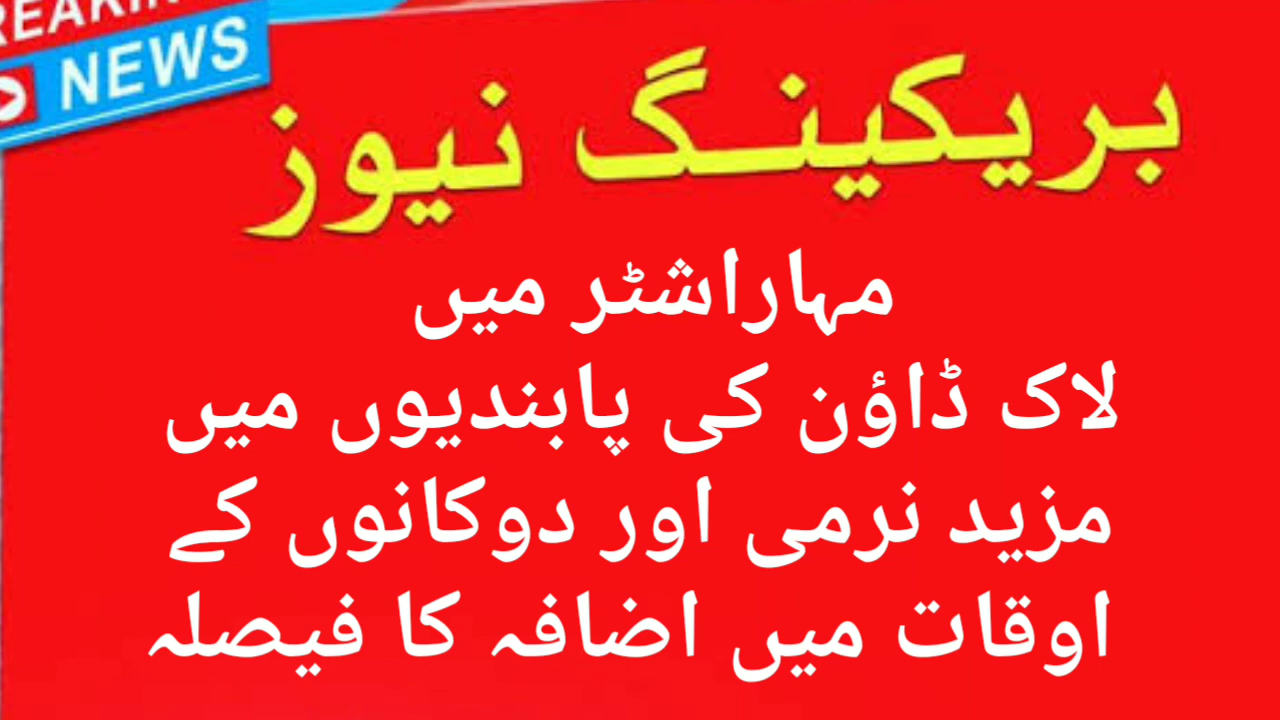 NEWS
بریکینگ نیوز
مہاراشٹر میں
لاک ڈاؤن کی پابندیوں میں
مزید نرمی اور دوکانوں کے
اوقات میں اضافہ کا فیصلہ